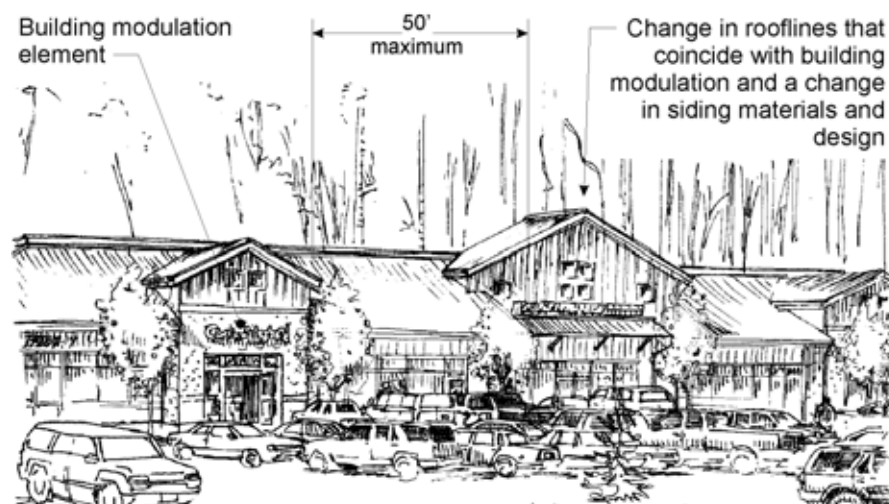 Building modulation
element
50'
maximum
Change in rooflines that
coincide with building
modulation and a change
in siding materials and
design